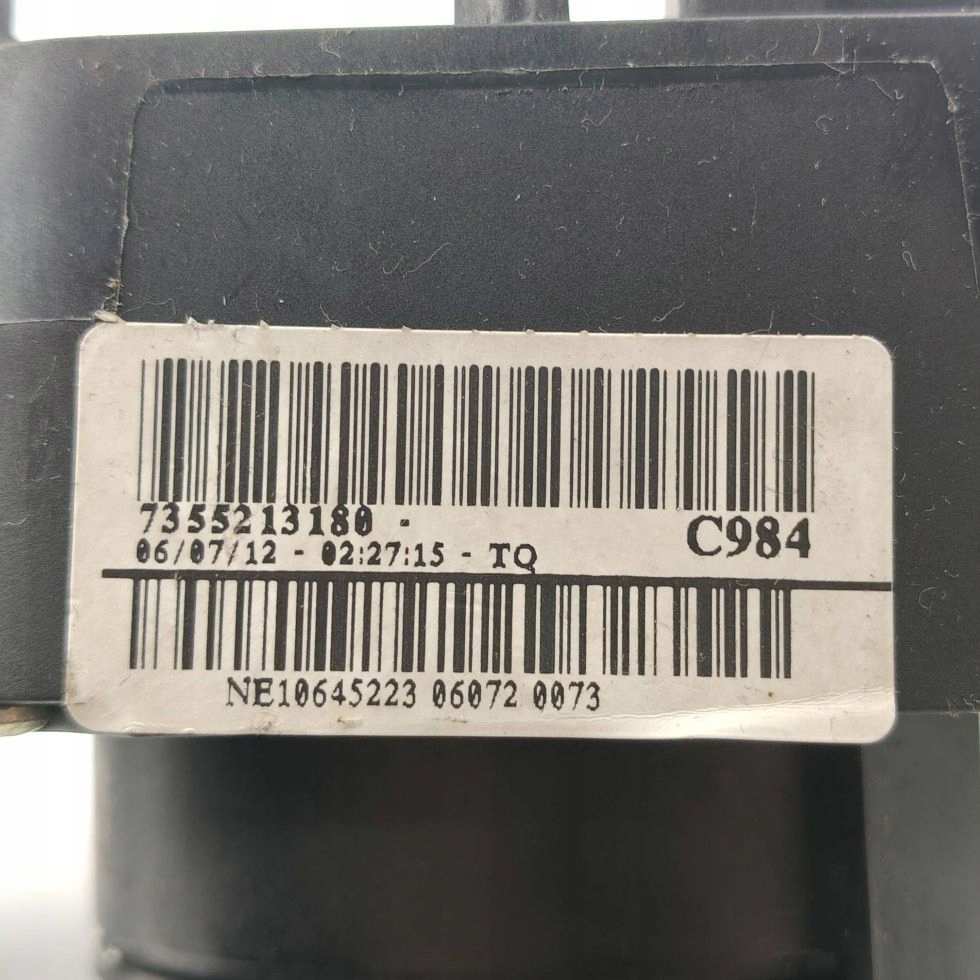 7355213180 -
C984
06/07/12 - 02:27:15 - TQ
NE10645223 06072 0073